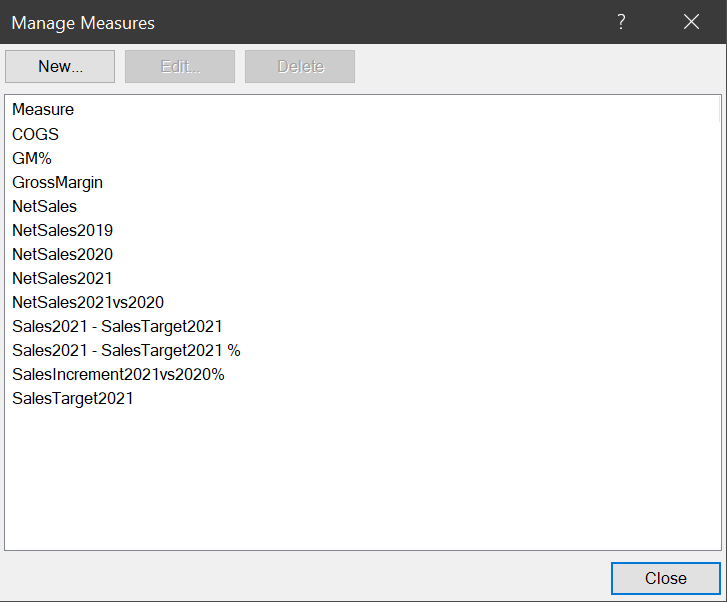 Manage Measures ?
New... Edit... Delete
Measure
COGS
GM%
GrossMargin
NetSales
NetSales2019
NetSales2020
NetSales2021
NetSales2021vs2020
Sales2021 - SalesTarget2021
Sales2021 - SalesTarget2021 %
SalesIncrement2021vs2020%
SalesTarget2021
Close